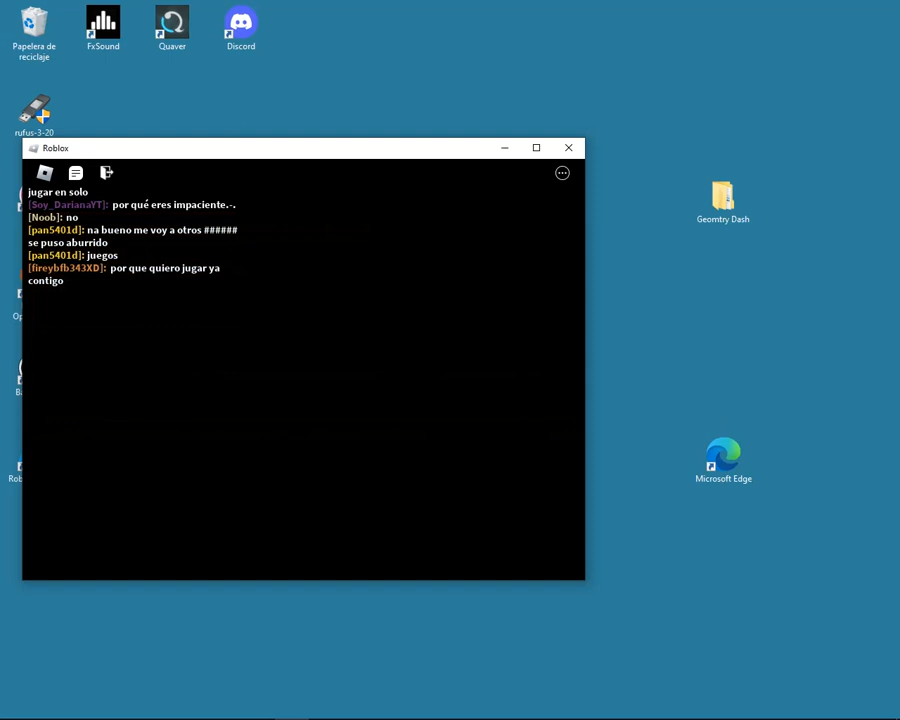 Papelera de
reciclaje
FxSound
Quaver
Discord
rufus-3-20
Roblox
jugar en solo
[Soy_DarianaYT]: por qué eres impaciente.-.
[Noob]: no
[pan5401d]: na bueno me voy a otros ######
se puso aburrido
[pan5401d]: juegos
[fireybfb343XD]: por que quiero jugar ya
contigo
Geomtry Dash
Microsoft Edge